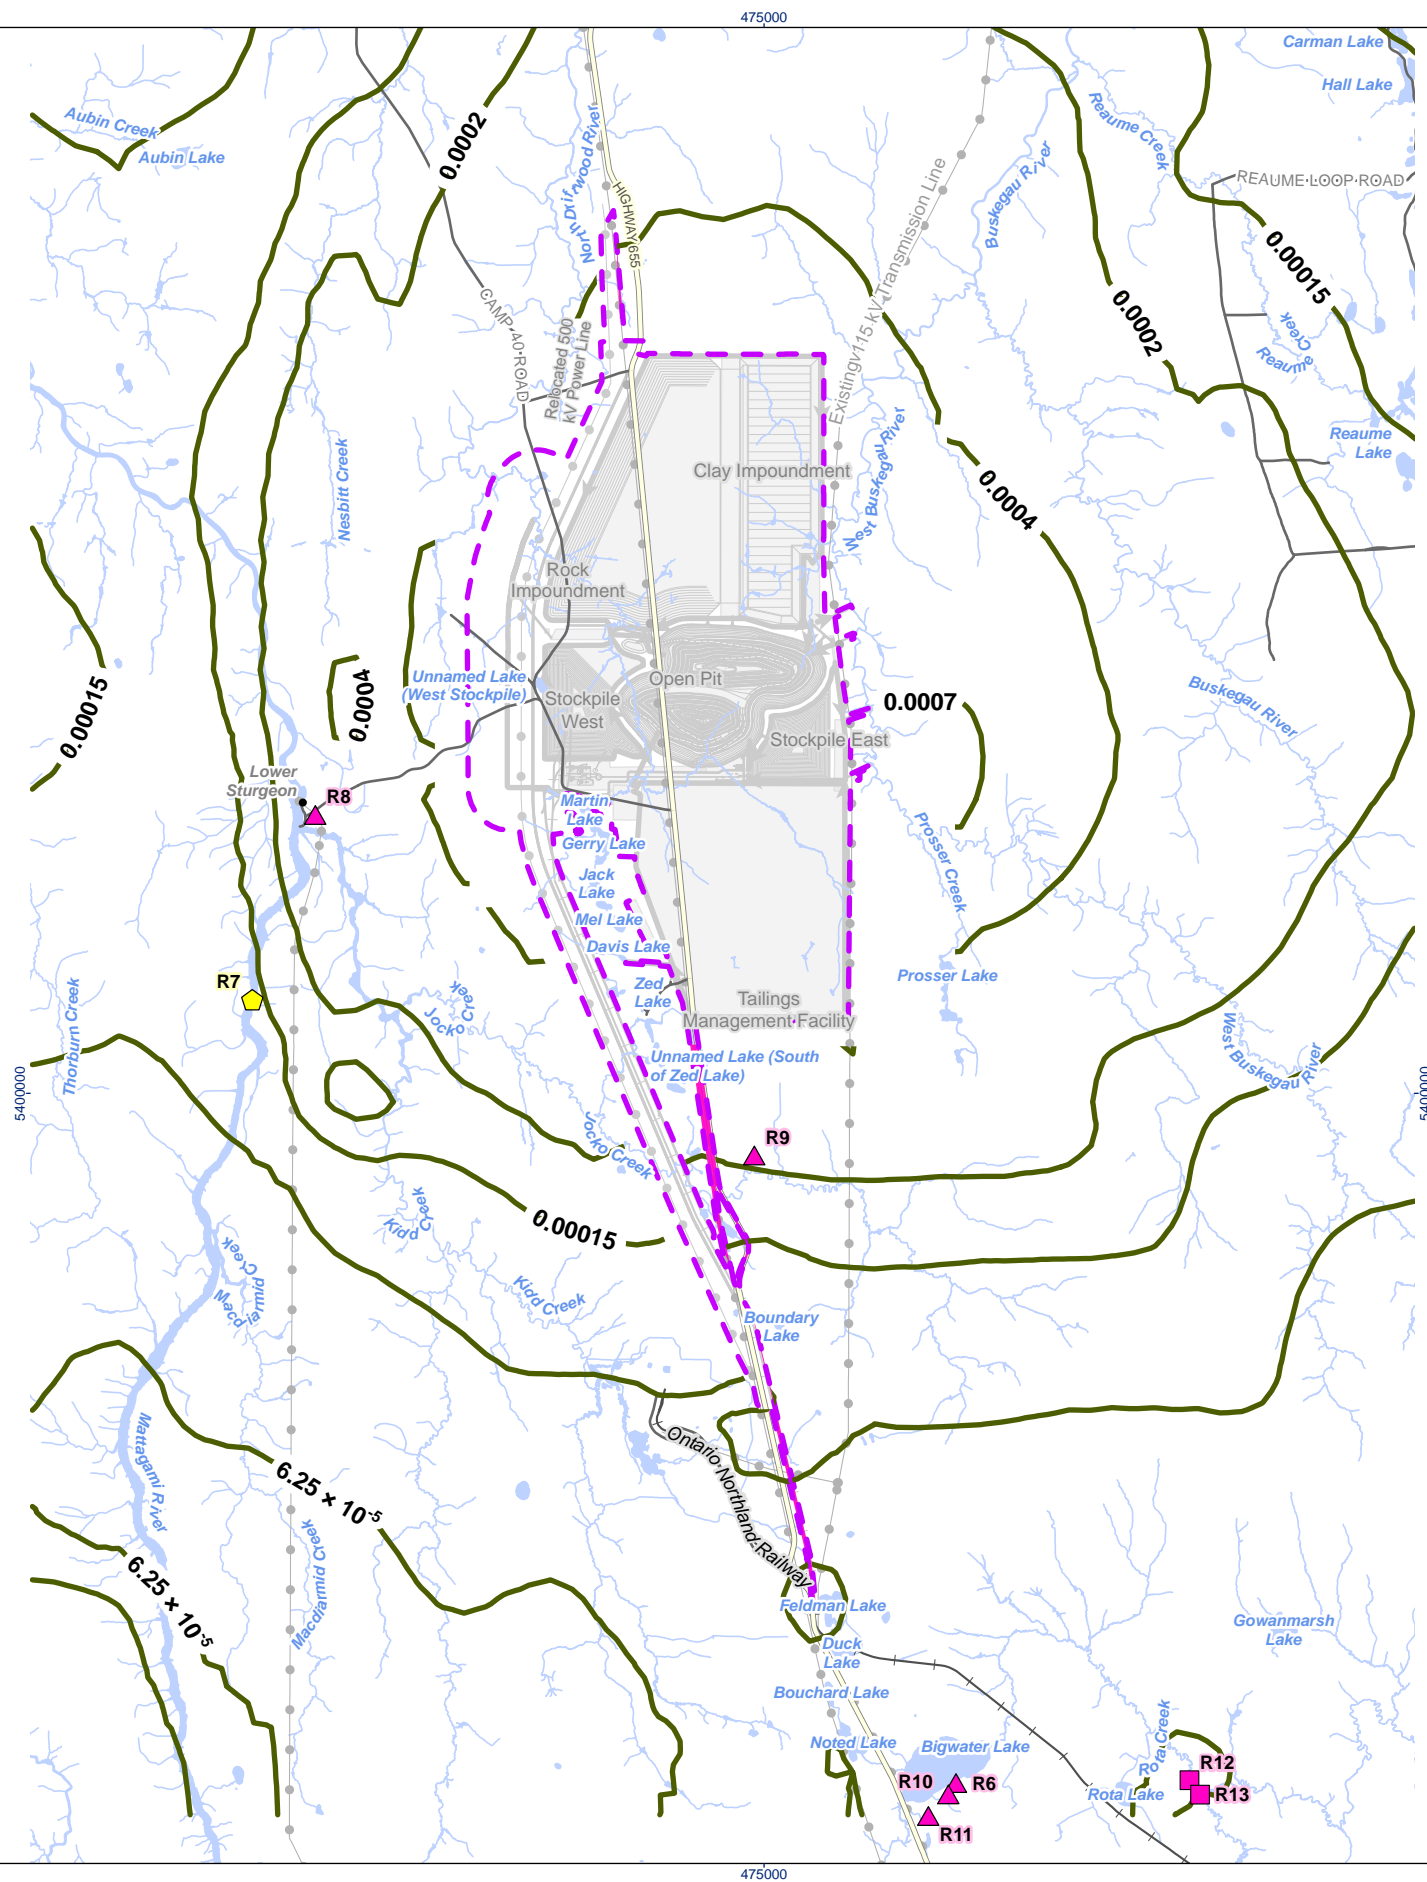 475000
Carman Lake
Hall Lake
Aubin Creek
Aubin Lake
0.0002
North Driftwood River
HIGHWAY 655
Reaume Creek
REAUME LOOP ROAD
Buskegau River
Existing 115 kV Transmission Line
0.00015
0.0002
CAMP 40 ROAD
Relocated 500
kV Power Line
Reaume
Creek
Reaume
Lake
Nesbitt Creek
Clay Impoundment
West Buskegau River
0.0004
Rock
Impoundment
Unnamed Lake
(West Stockpile)
Open Pit
Stockpile
West
0.0007
Stockpile East
Buskegau River
0.00015
0.0004
Lower
Sturgeon
R8
Martin
Lake
Gerry Lake
Jack
Lake
Mel Lake
Davis Lake
Zed
Lake
Prosser Creek
Prosser Lake
R7
Thorburn Creek
Jocko Creek
Tailings
Management Facility
Unnamed Lake (South
of Zed Lake)
West Buskegau River
5400000
5400000
R9
Jocko Creek
Kidd Creek
0.00015
Macdiarmid
Creek
Kidd Creek
Boundary
Lake
Mattagami River
Ontario Northland Railway
6.25 × 10-5
Macdiarmid Creek
6.25 × 10-5
Feldman Lake
Gowanmarsh
Lake
Duck
Lake
Bouchard Lake
Noted Lake
Bigwater Lake
Rota Creek
R12
R10
R6
Rota Lake
R13
R11
475000